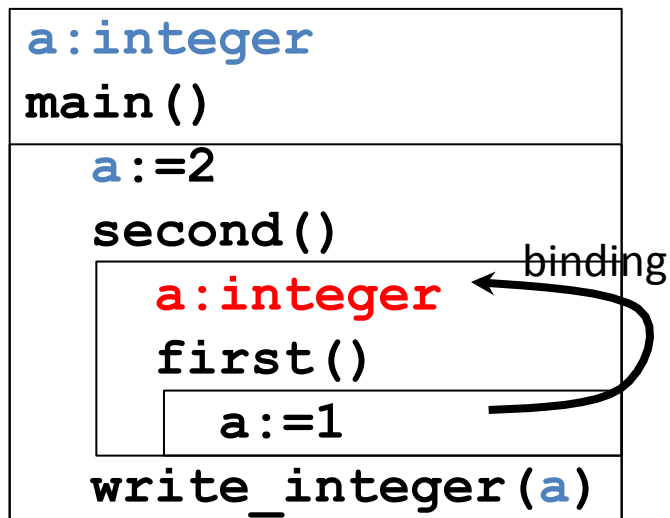 a:integer
main()
a:=2
second()
binding
a:integer
first()
a:=1
write_integer(a)